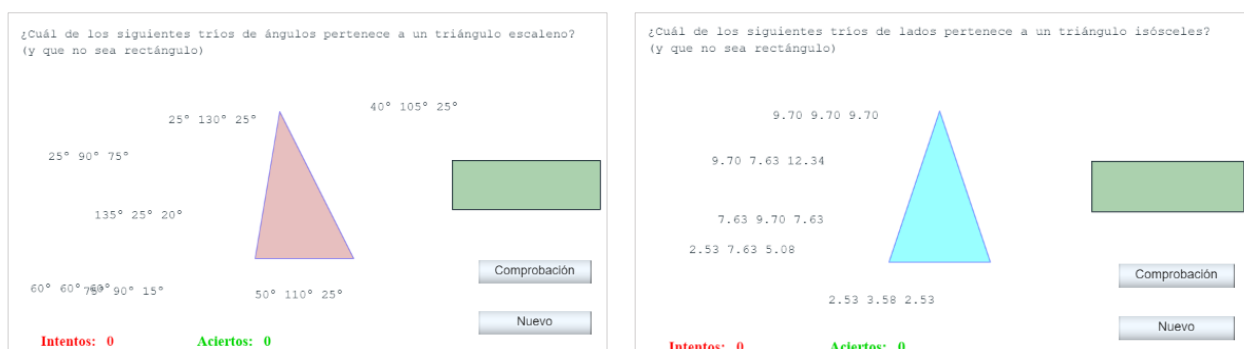 ¿Cuál de los siguientes tríos de ángulos pertenece a un triángulo escaleno?
(y que no sea rectángulo)
40° 105° 25°
25° 130° 25°
25° 90° 75°
135° 25° 20°
60° 60° 60°
75° 90° 15°
50° 110° 25°
Comprobación
Nuevo
Intentos: 0
Aciertos: 0
¿Cuál de los siguientes tríos de lados pertenece a un triángulo isósceles?
(y que no sea rectángulo)
9.70 9.70 9.70
9.70 7.63 12.34
7.63 9.70 7.63
2.53 7.63 5.08
2.53 3.58 2.53
Comprobación
Nuevo
Intentos: 0
Aciertos: 0